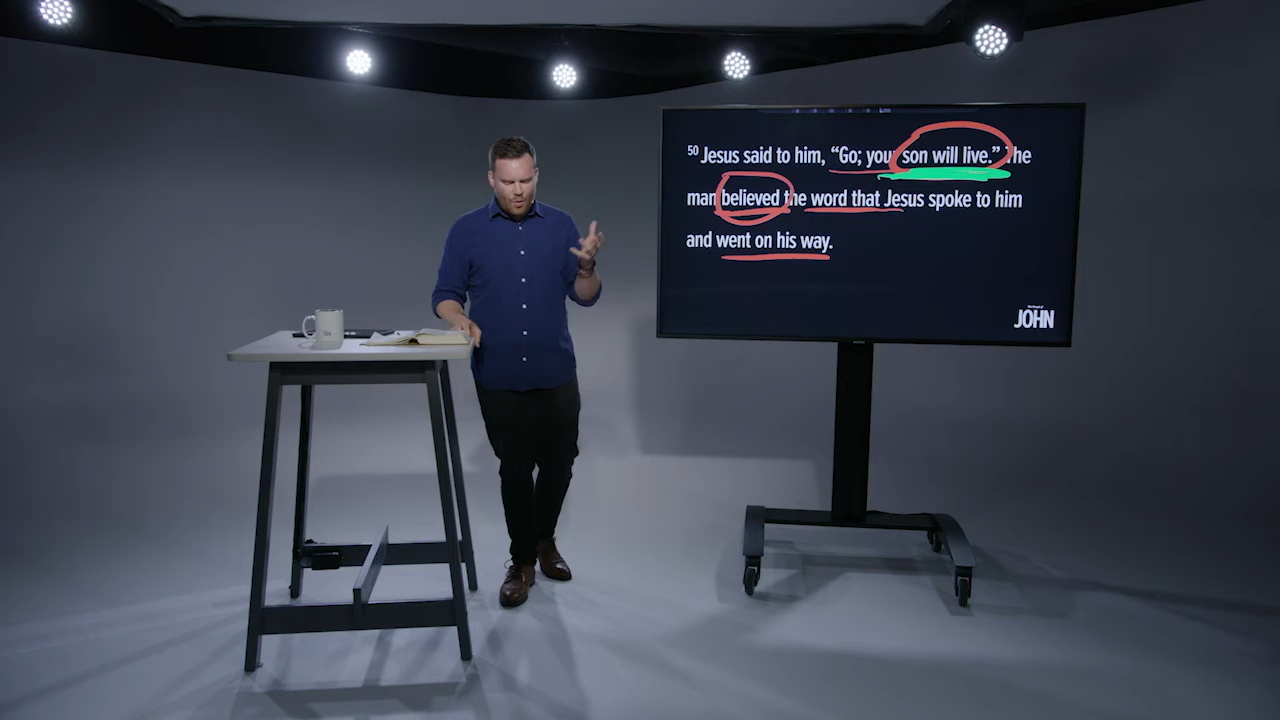 50 Jesus said to him, “Go; your son will live.” The
man believed the word that Jesus spoke to him
and went on his way.
JOHN